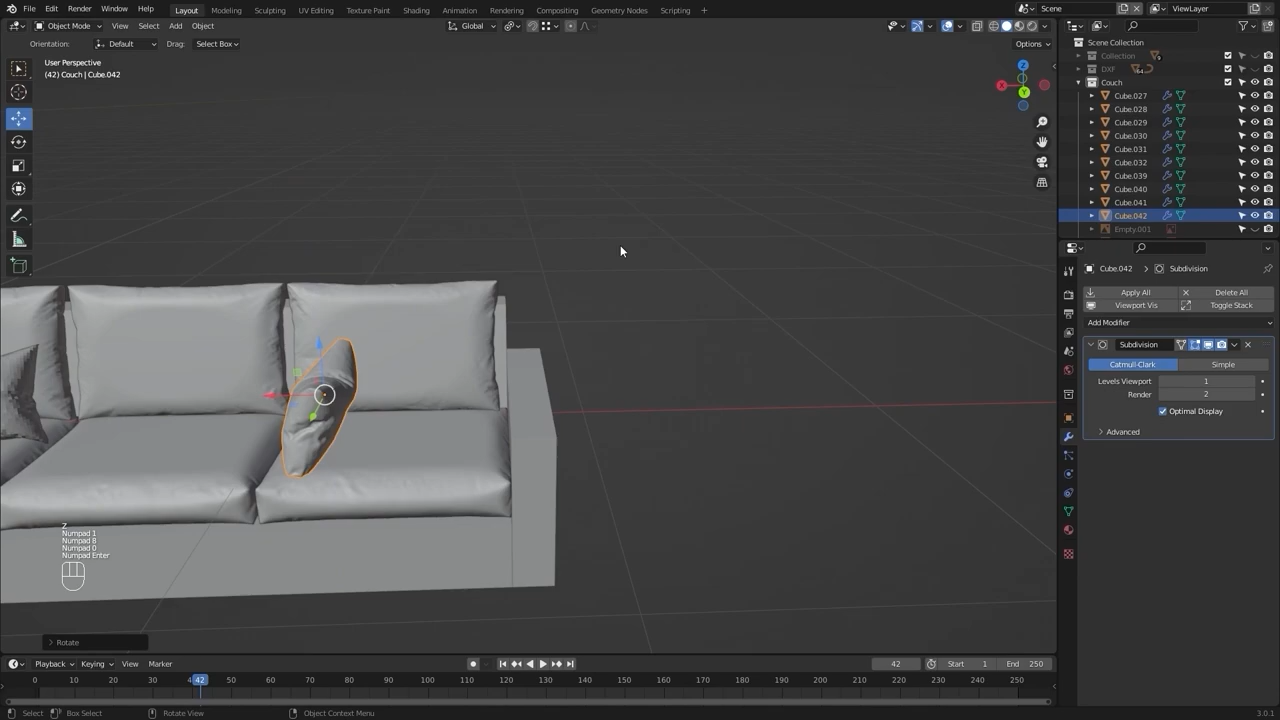 File Edit Render Window Help Layout Modeling Sculpting UV Editing Texture Paint Shading Animation Rendering Compositing Geometry Nodes Scripting + Scene ViewLayer
Object Mode View Select Add Object Global Options
Orientation: Default Drag: Select Box
User Perspective
(42) Couch | Cube.042
Z
X
Y
Scene Collection
Collection
DXF
Couch
Cube.027
Cube.028
Cube.029
Cube.030
Cube.031
Cube.032
Cube.039
Cube.040
Cube.041
Cube.042
Empty.001
Cube.042 > Subdivision
Apply All Delete All
Viewport Vis Toggle Stack
Add Modifier
Subdivision
Catmull-Clark Simple
Levels Viewport 1
Render 2
Optimal Display
Advanced
Z
Numpad 1
Numpad 8
Numpad 0
Numpad Enter
Rotate
Playback Keying View Marker 42 Start 1 End 250
0 10 20 30 42 50 60 70 80 90 100 110 120 130 140 150 160 170 180 190 200 210 220 230 240 250
Select Box Select Rotate View Object Context Menu 3.0.1